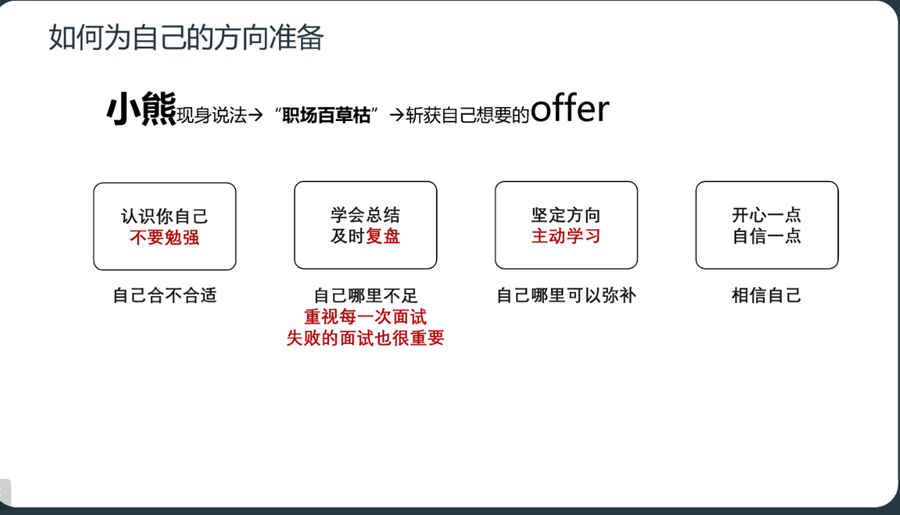 如何为自己的方向准备
小熊现身说法→“职场百草枯”→斩获自己想要的offer
认识你自己
不要勉强
自己合不合适
学会总结
及时复盘
自己哪里不足
重视每一次面试
失败的面试也很重要
坚定方向
主动学习
自己哪里可以弥补
开心一点
自信一点
相信自己